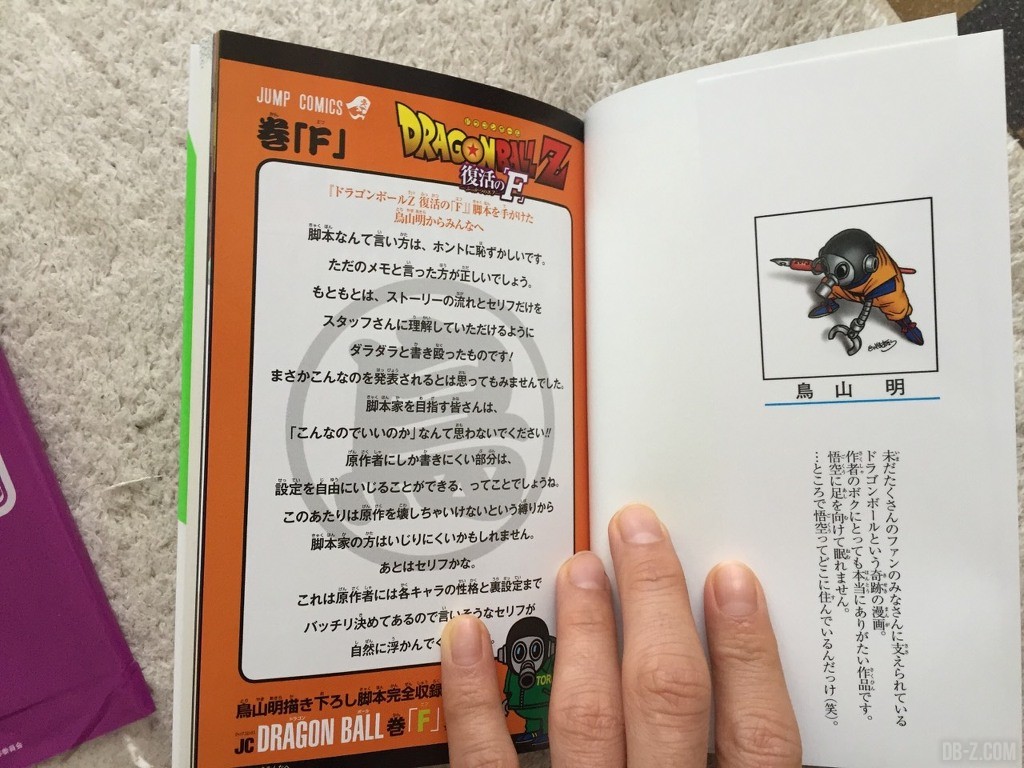 JUMP COMICS
巻「F」
DRAGON BALL Z
復活の「F」
『ドラゴンボールZ 復活の「F」』脚本を手がけた
鳥山明からみんなへ
脚本なんて言い方は、ホントに恥ずかしいです。
ただのメモと言った方が正しいでしょう。
もともとは、ストーリーの流れとセリフだけを
スタッフさんに理解していただけるように
ダラダラと書き殴ったものです!
まさかこんなのを発表されるとは思ってもみませんでした。
脚本家を目指す皆さんは、
「こんなのでいいのか」なんて思わないでください!!
原作者にしか書きにくい部分は、
設定を自由にいじることができる、ってことでしょうね。
このあたりは原作を壊しちゃいけないという縛りから
脚本家の方はいじりにくいかもしれません。
あとはセリフかな。
これは原作者には各キャラの性格と裏設定まで
バッチリ決めてあるので言いそうなセリフが
自然に浮かんでく
鳥山明描き下ろし脚本完全収録
JC DRAGON BALL 巻「F」
TOR
鳥山明
未だたくさんのファンのみなさんに支えられている
ドラゴンボールという奇跡の漫画。
作者のボクにとっても本当にありがたい作品です。
悟空に足を向けて眠れません。
…ところで悟空ってどこに住んでいるんだっけ(笑)。
DB-Z.COM